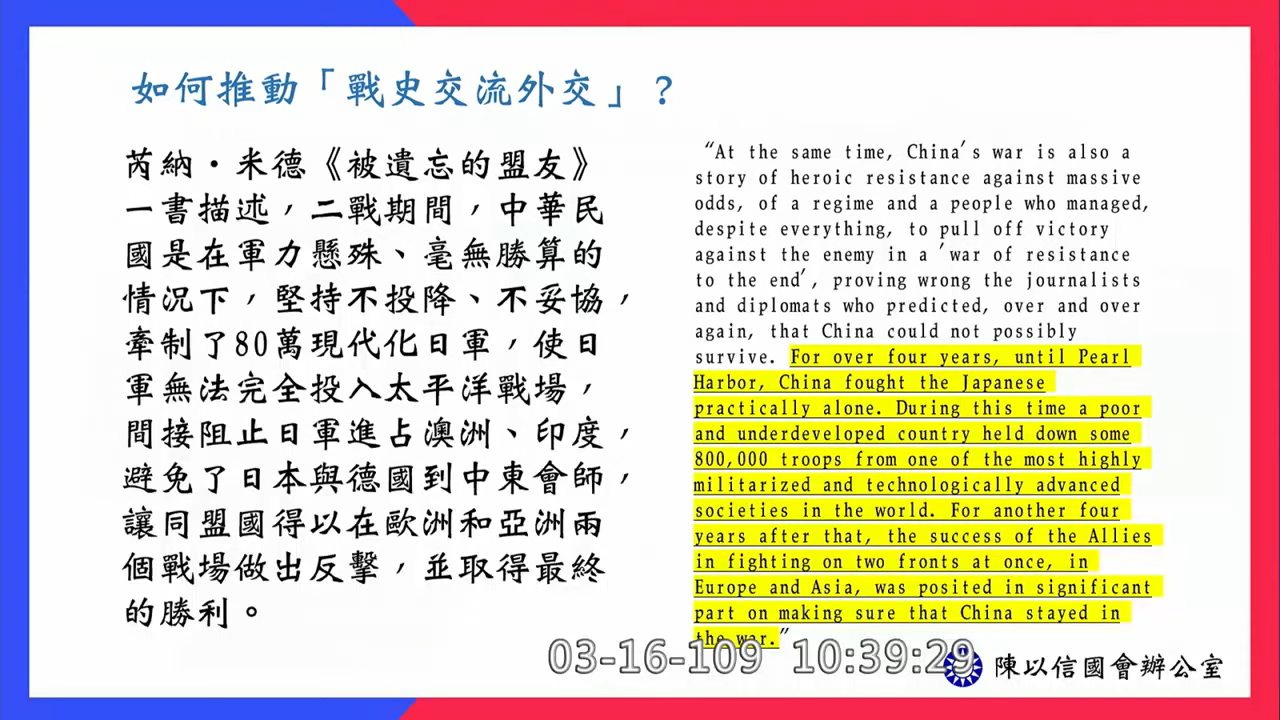 如何推動「戰史交流外交」？
芮納・米德《被遺忘的盟友》
一書描述，二戰期間，中華民
國是在軍力懸殊、毫無勝算的
情況下，堅持不投降、不妥協，
牽制了80萬現代化日軍，使日
軍無法完全投入太平洋戰場，
間接阻止日軍進占澳洲、印度，
避免了日本與德國到中東會師，
讓同盟國得以在歐洲和亞洲兩
個戰場做出反擊，並取得最終
的勝利。
“At the same time, China's war is also a
story of heroic resistance against massive
odds, of a regime and a people who managed,
despite everything, to pull off victory
against the enemy in a 'war of resistance
to the end', proving wrong the journalists
and diplomats who predicted, over and over
again, that China could not possibly
survive. For over four years, until Pearl
Harbor, China fought the Japanese
practically alone. During this time a poor
and underdeveloped country held down some
800,000 troops from one of the most highly
militarized and technologically advanced
societies in the world. For another four
years after that, the success of the Allies
in fighting on two fronts at once, in
Europe and Asia, was posited in significant
part on making sure that China stayed in
the war.”
03-16-109 10:39:29
陳以信國會辦公室